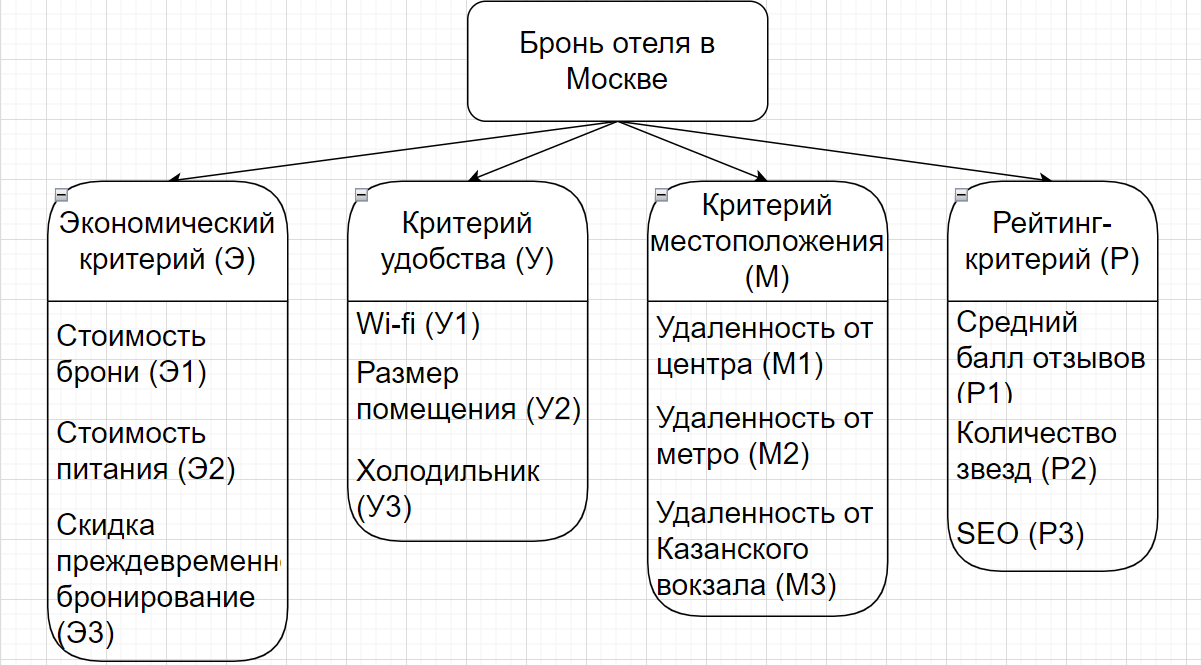 Бронь отеля в
Москве
Экономический
критерий (Э)
Стоимость
брони (Э1)
Стоимость
питания (Э2)
Скидка
преждевременн
бронирование
(Э3)
Критерий
удобства (У)
Wi-fi (У1)
Размер
помещения (У2)
Холодильник
(У3)
Критерий
местоположения
(М)
Удаленность от
центра (М1)
Удаленность от
метро (М2)
Удаленность от
Казанского
вокзала (М3)
Рейтинг-
критерий (Р)
Средний
балл отзывов
(Р1)
Количество
звезд (Р2)
SEO (Р3)